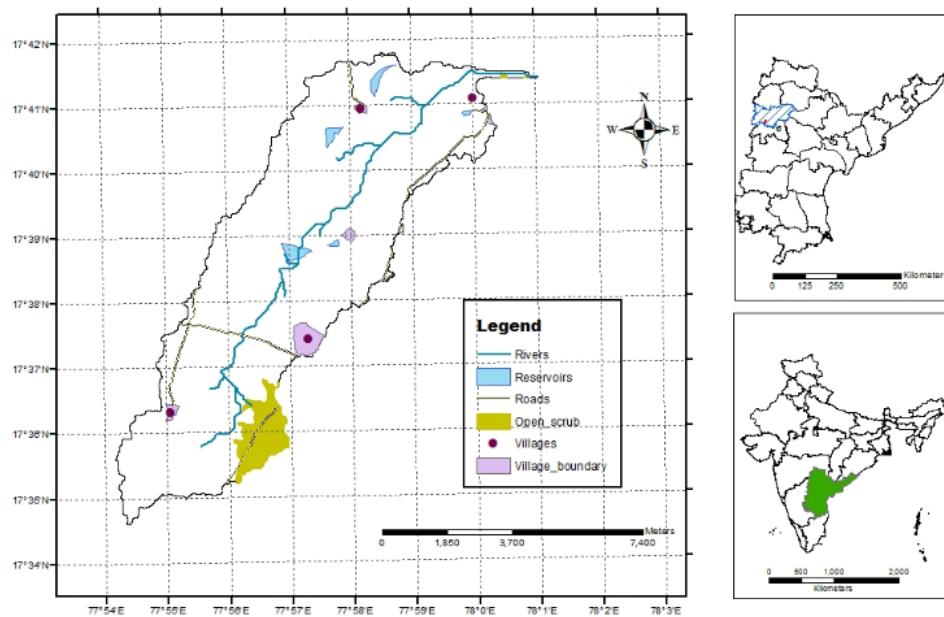 17°42'N
17°41'N
17°40'N
17°39'N
17°38'N
17°37'N
17°36'N
17°35'N
17°34'N
77°54'E 77°55'E 77°56'E 77°57'E 77°58'E 77°59'E 78°0'E 78°1'E 78°2'E 78°3'E
N
W E
S
Legend
Rivers
Reservoirs
Roads
Open_scrub
Villages
Village_boundary
Meters
0 1,850 3,700 7,400
Kilometers
0 125 250 500
0 500 1,000 2,000
Kilometers